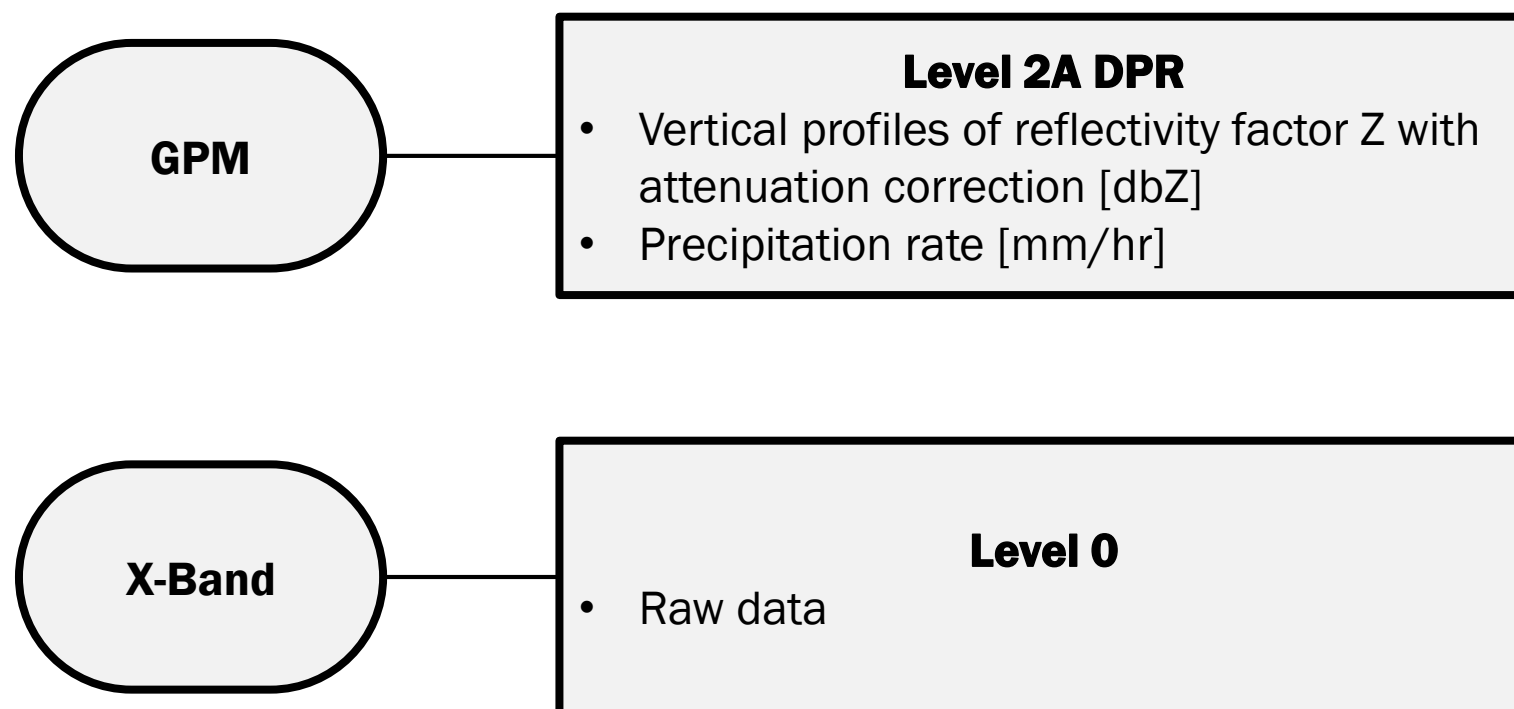 GPM
Level 2A DPR
• Vertical profiles of reflectivity factor Z with
attenuation correction [dbZ]
• Precipitation rate [mm/hr]
X-Band
Level 0
• Raw data